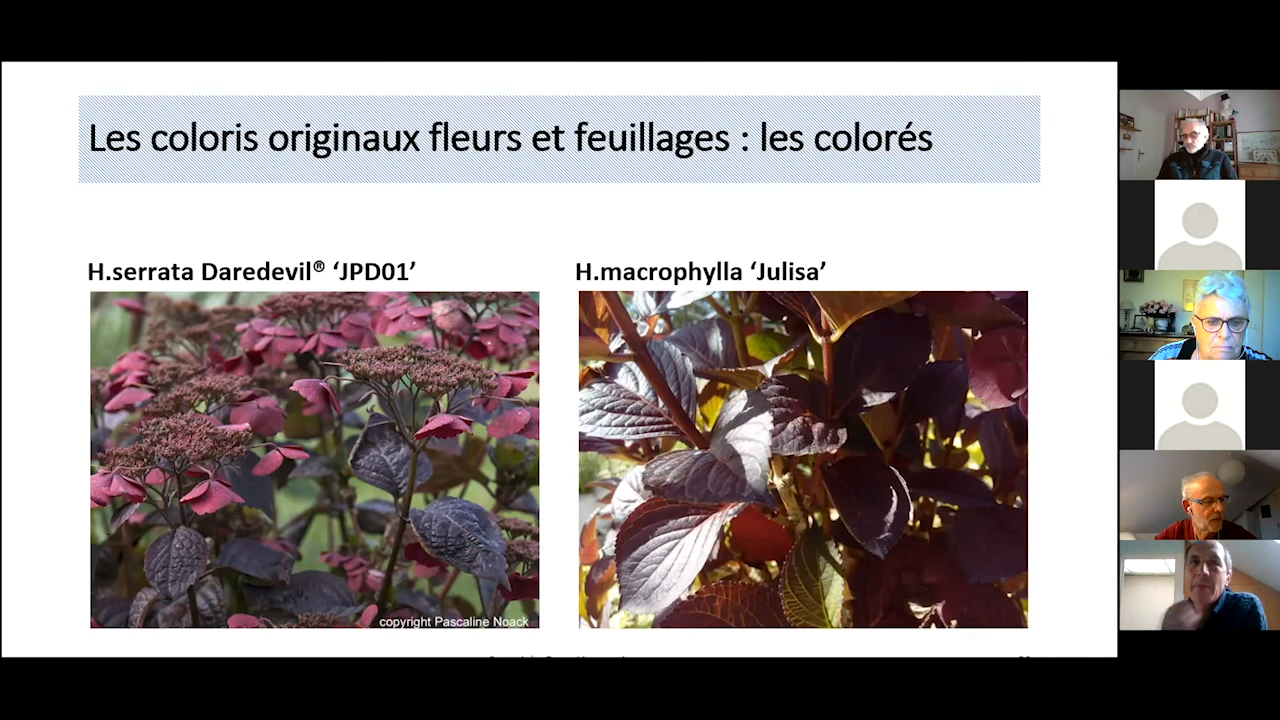 Les coloris originaux fleurs et feuillages : les colorés
H.serrata Daredevil® ‘JPD01’
H.macrophylla ‘Julisa’
copyright Pascaline Noack